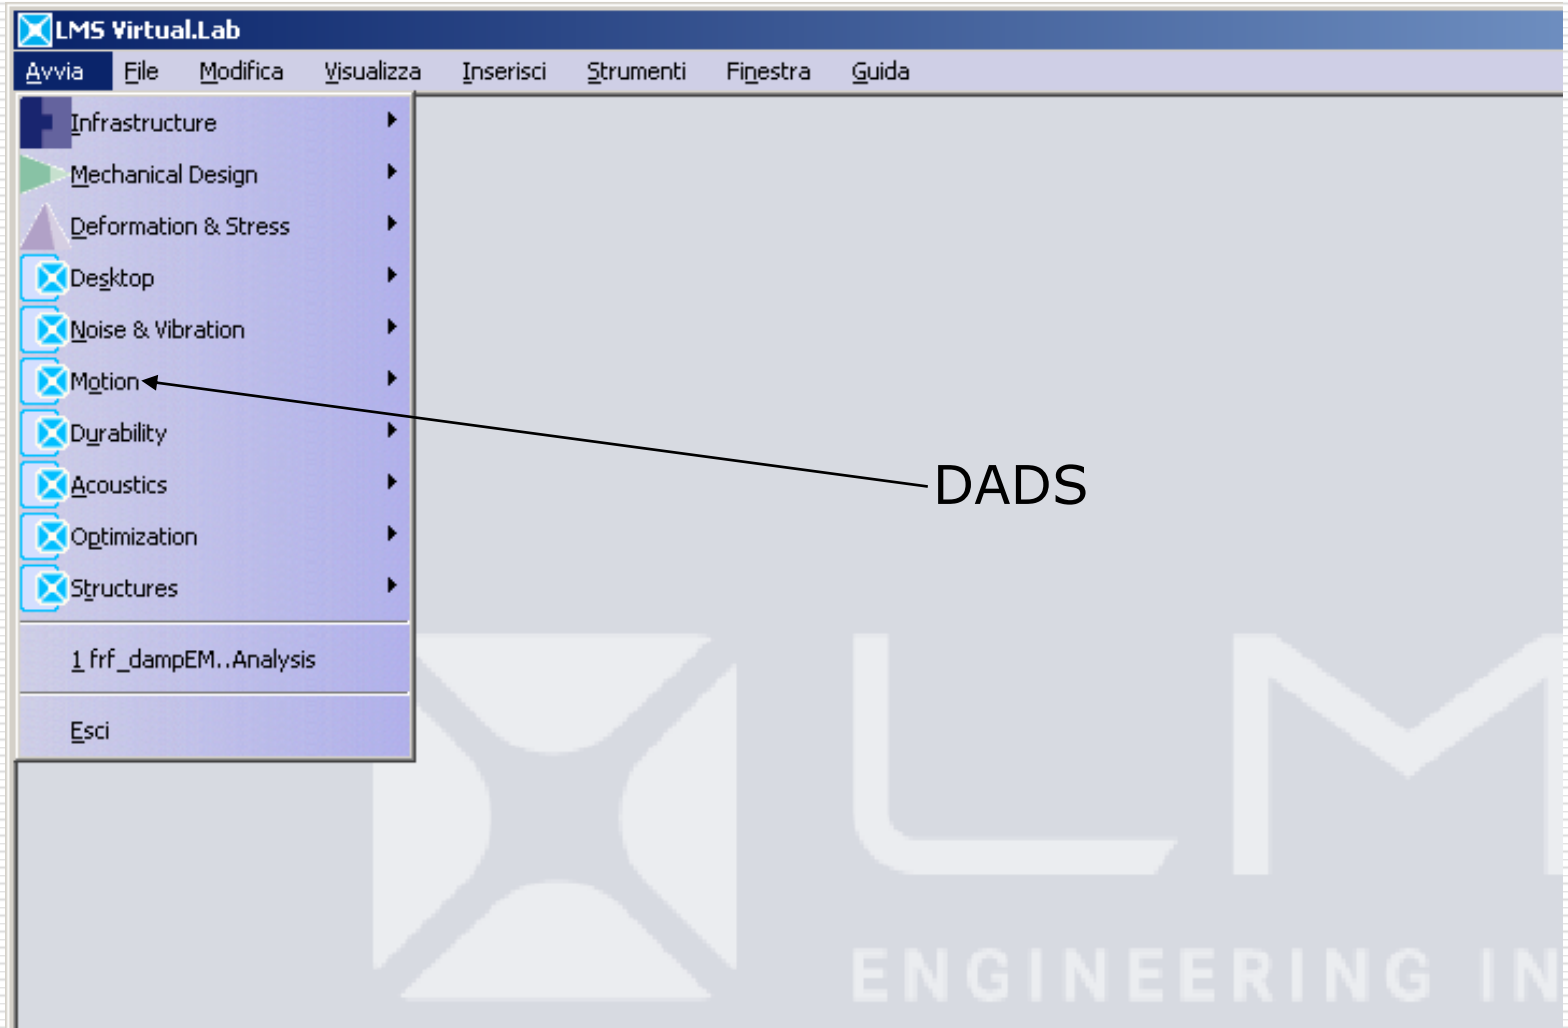 LMS Virtual.Lab
Avvia File Modifica Visualizza Inserisci Strumenti Finestra Guida
Infrastructure
Mechanical Design
Deformation & Stress
Desktop
Noise & Vibration
Motion
Durability
Acoustics
Optimization
Structures
1 frf_dampEM..Analysis
Esci
DADS
LM
ENGINEERING IN